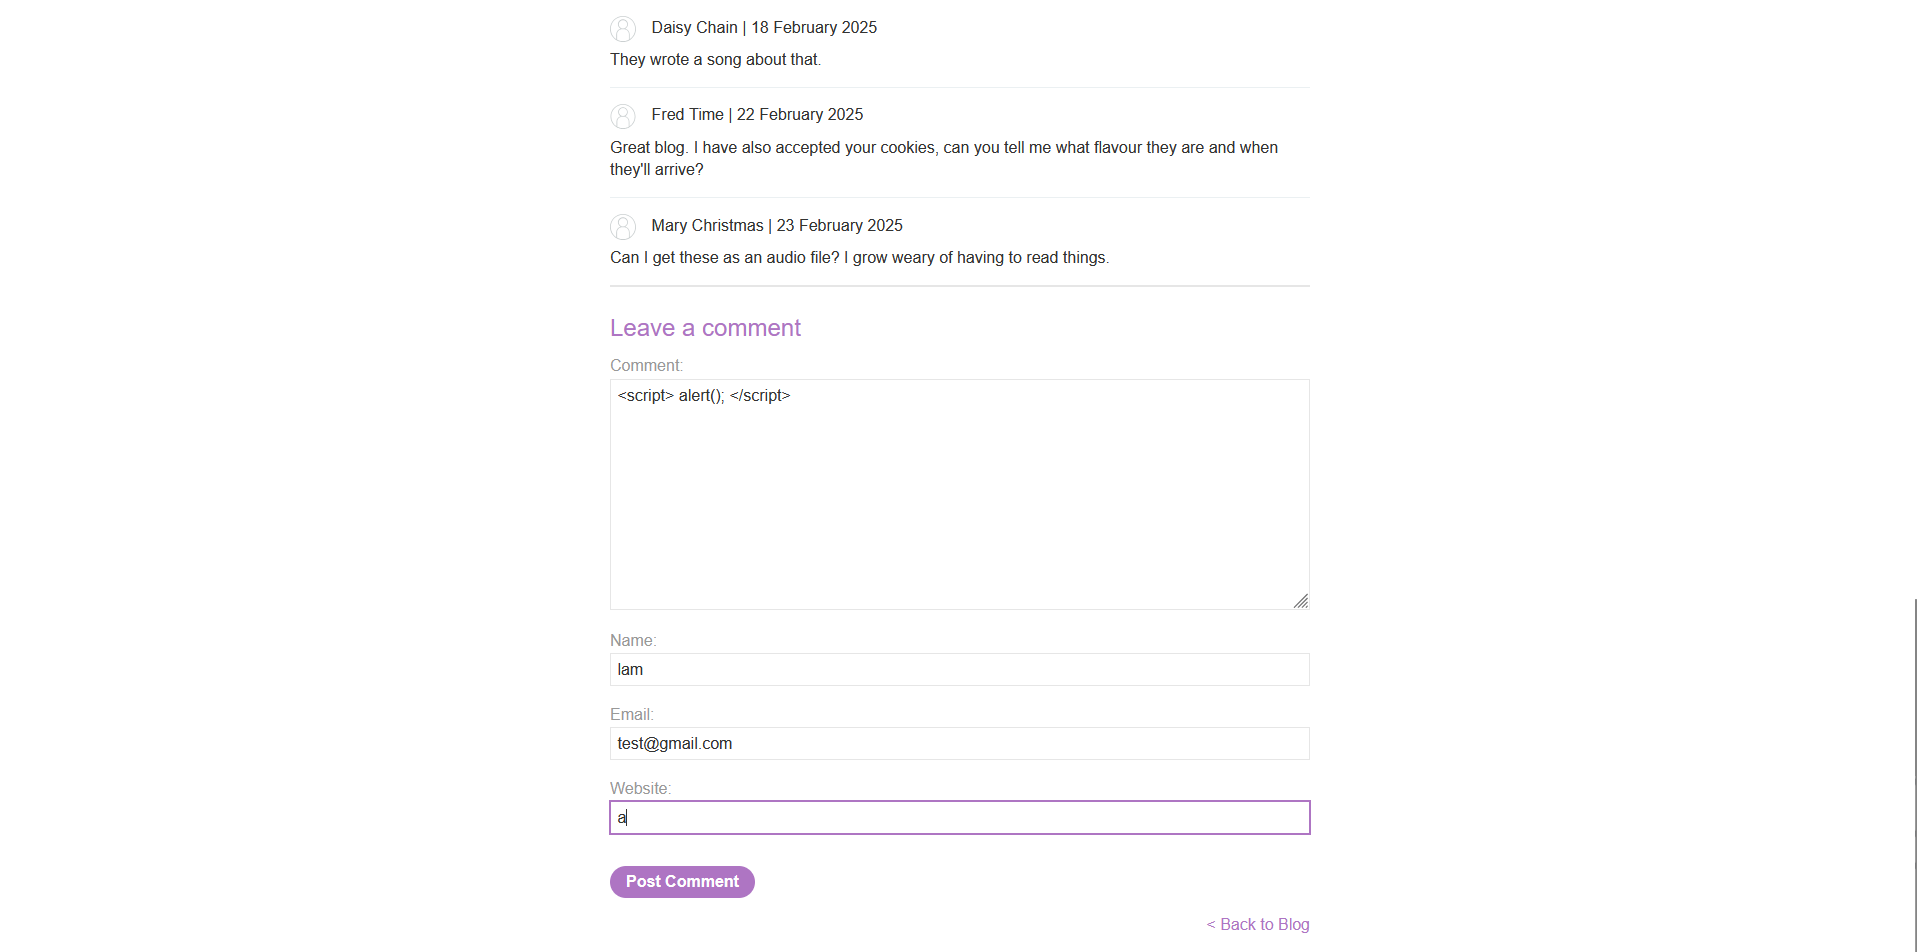 Daisy Chain | 18 February 2025
They wrote a song about that.
Fred Time | 22 February 2025
Great blog. I have also accepted your cookies, can you tell me what flavour they are and when
they'll arrive?
Mary Christmas | 23 February 2025
Can I get these as an audio file? I grow weary of having to read things.
Leave a comment
Comment:
<script> alert(); </script>
Name:
lam
Email:
test@gmail.com
Website:
a
Post Comment
< Back to Blog